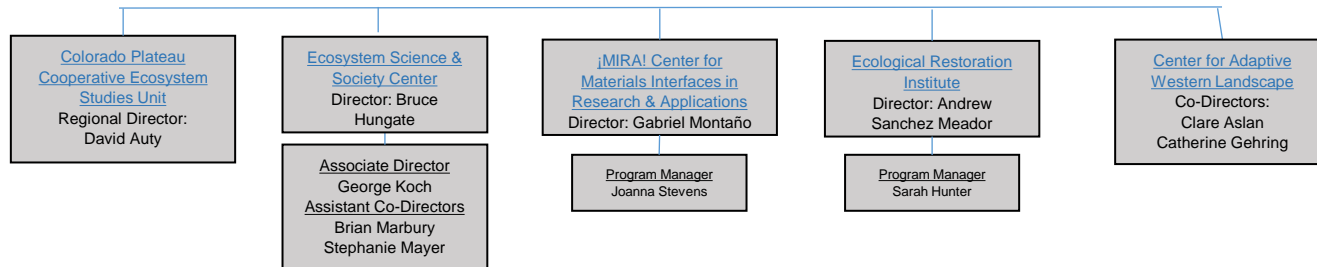 Colorado Plateau
Cooperative Ecosystem
Studies Unit
Regional Director:
David Auty
Ecosystem Science &
Society Center
Director: Bruce
Hungate
Associate Director
George Koch
Assistant Co-Directors
Brian Marbury
Stephanie Mayer
¡MIRA! Center for
Materials Interfaces in
Research & Applications
Director: Gabriel Montaño
Program Manager
Joanna Stevens
Ecological Restoration
Institute
Director: Andrew
Sanchez Meador
Program Manager
Sarah Hunter
Center for Adaptive
Western Landscape
Co-Directors:
Clare Aslan
Catherine Gehring